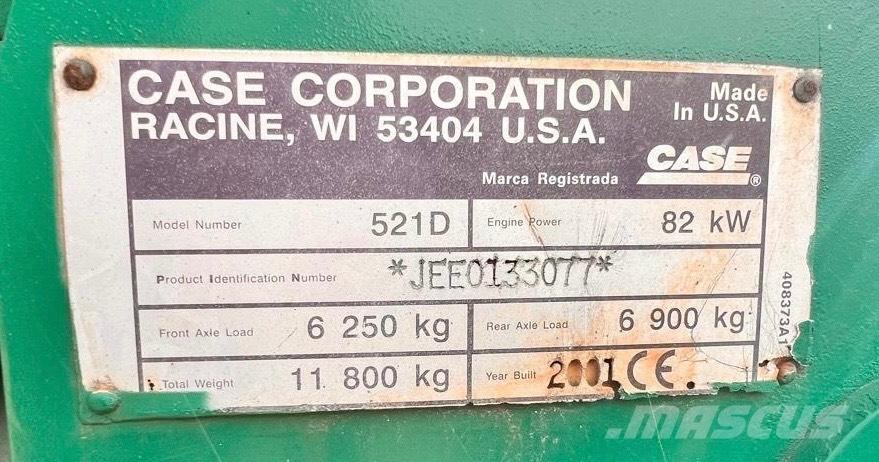 CASE CORPORATION
RACINE, WI 53404 U.S.A.
Made
In U.S.A.
Marca Registrada
CASE®
Model Number 521D Engine Power 82 kW
Product Identification Number *JEE0133077*
Front Axle Load 6 250 kg Rear Axle Load 6 900 kg
Total Weight 11 800 kg Year Built 2001 CE
408373A1
MASCUS